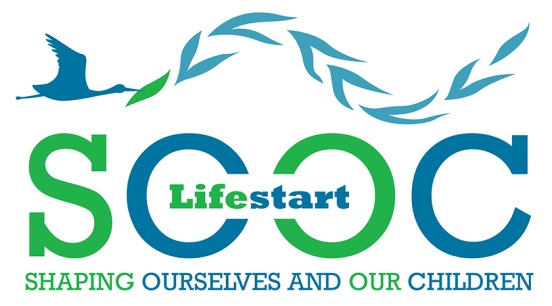 SOOC
Lifestart
SHAPING OURSELVES AND OUR CHILDREN